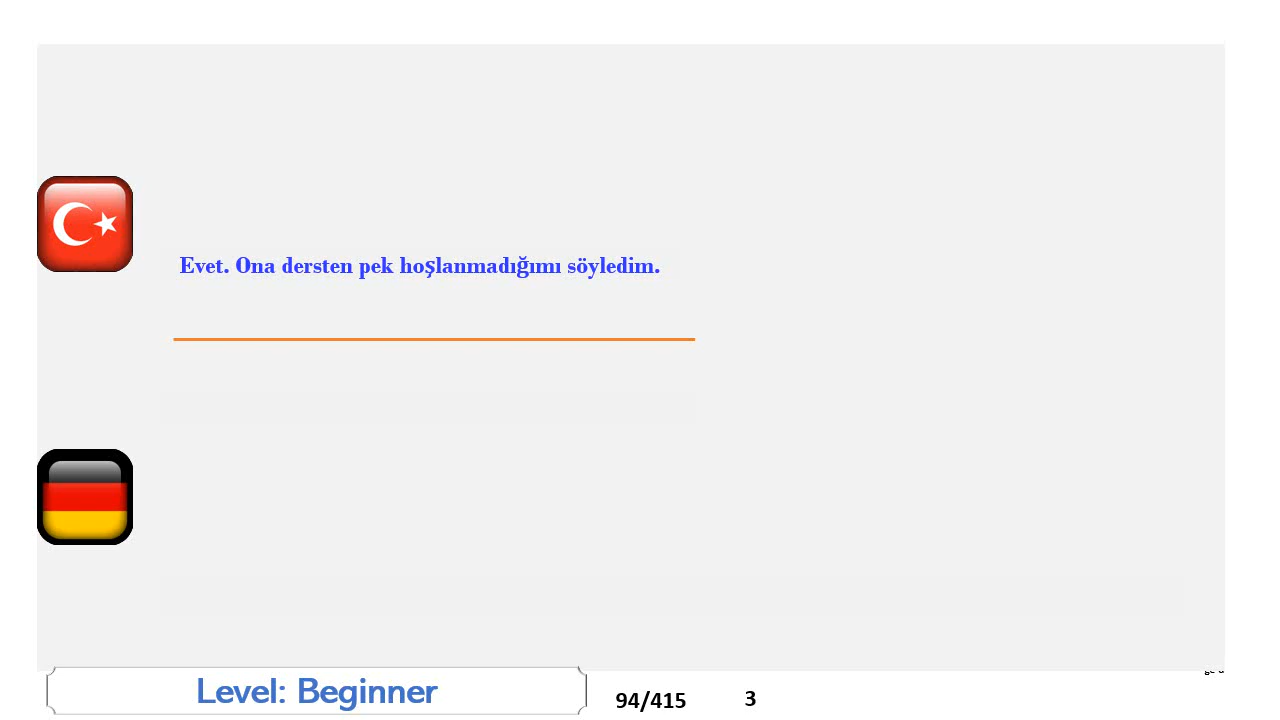 Evet. Ona dersten pek hoşlanmadığımı söyledim.
Level: Beginner
94/415
3